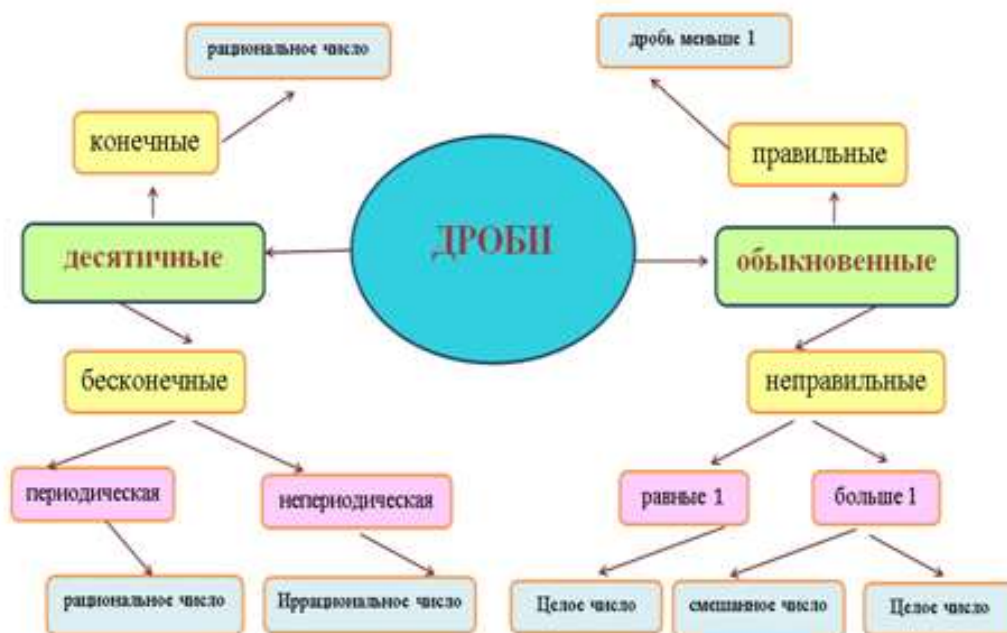 рациональное число
дробь меньше 1
конечные
правильные
ДРОБИ
десятичные
обыкновенные
бесконечные
неправильные
периодическая
непериодическая
равные 1
больше 1
рациональное число
Иррациональное число
Целое число
смешанное число
Целое число